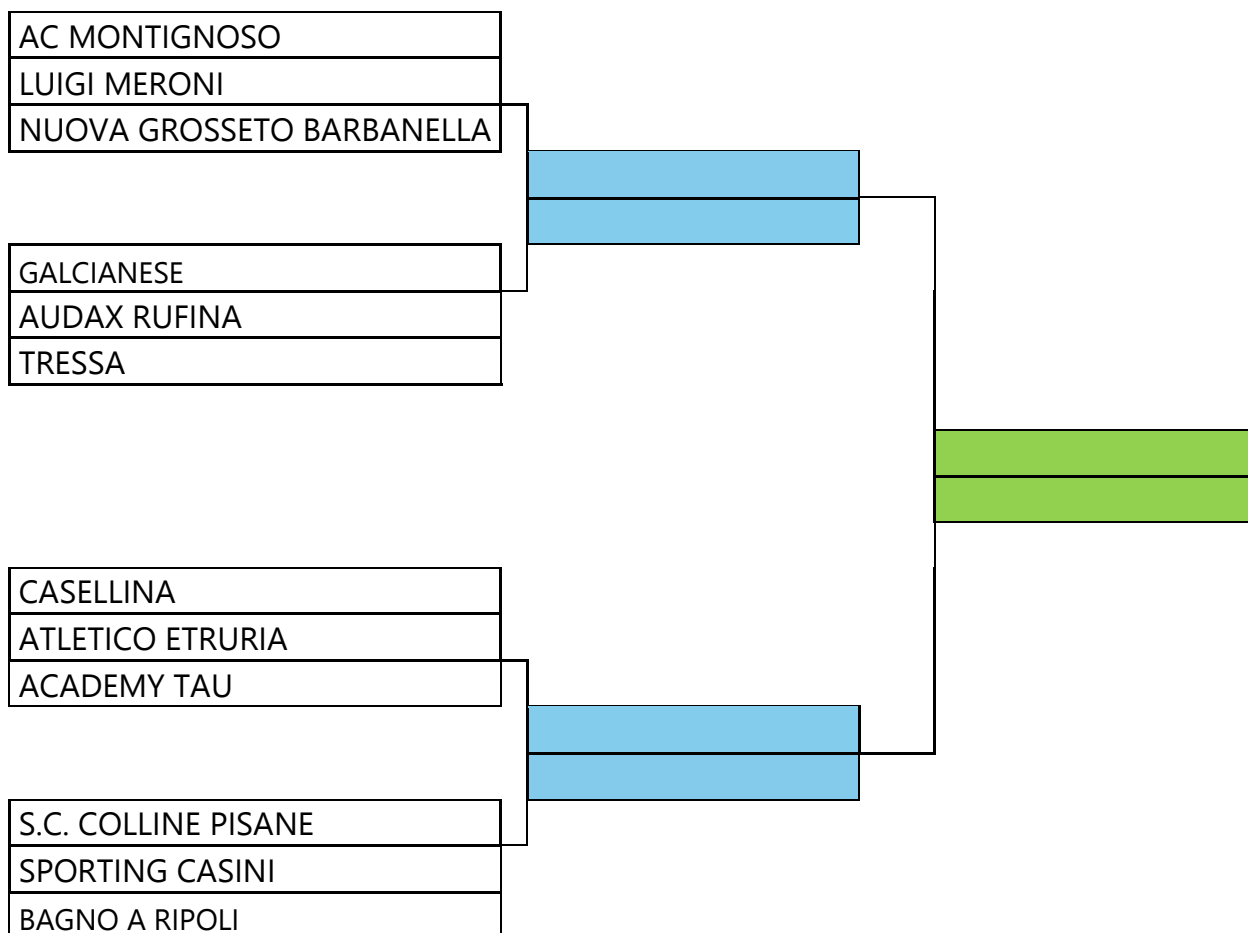 AC MONTIGNOSO
LUIGI MERONI
NUOVA GROSSETO BARBANELLA
GALCIANESE
AUDAX RUFINA
TRESSA
CASELLINA
ATLETICO ETRURIA
ACADEMY TAU
S.C. COLLINE PISANE
SPORTING CASINI
BAGNO A RIPOLI